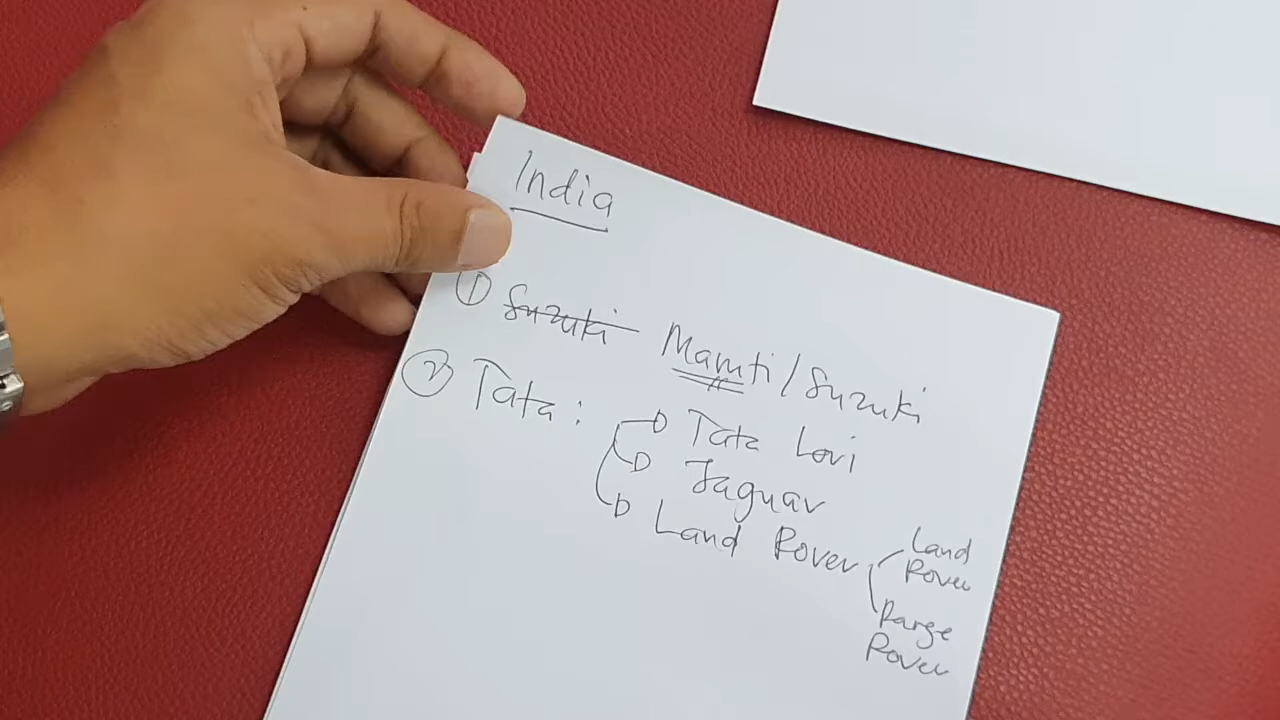 India
① Suzuki Maruti/Suzuki
② Tata: Tata Lori
Jaguar
Land Rover
Land
Rover
Range
Rover